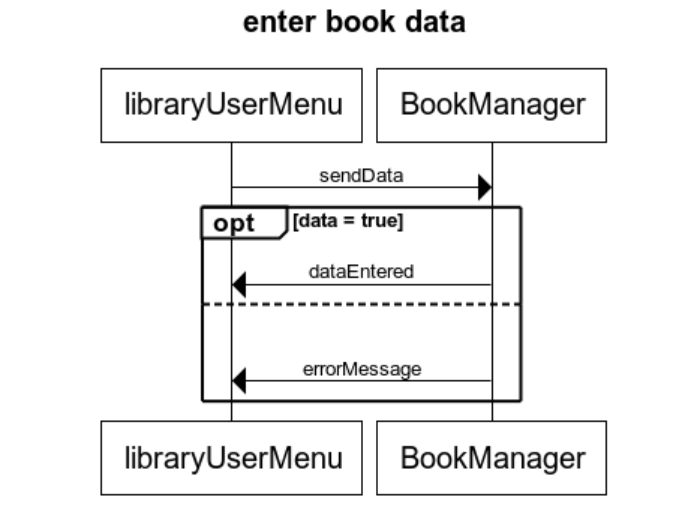 enter book data
libraryUserMenu
BookManager
sendData
opt
[data = true]
dataEntered
errorMessage
libraryUserMenu
BookManager